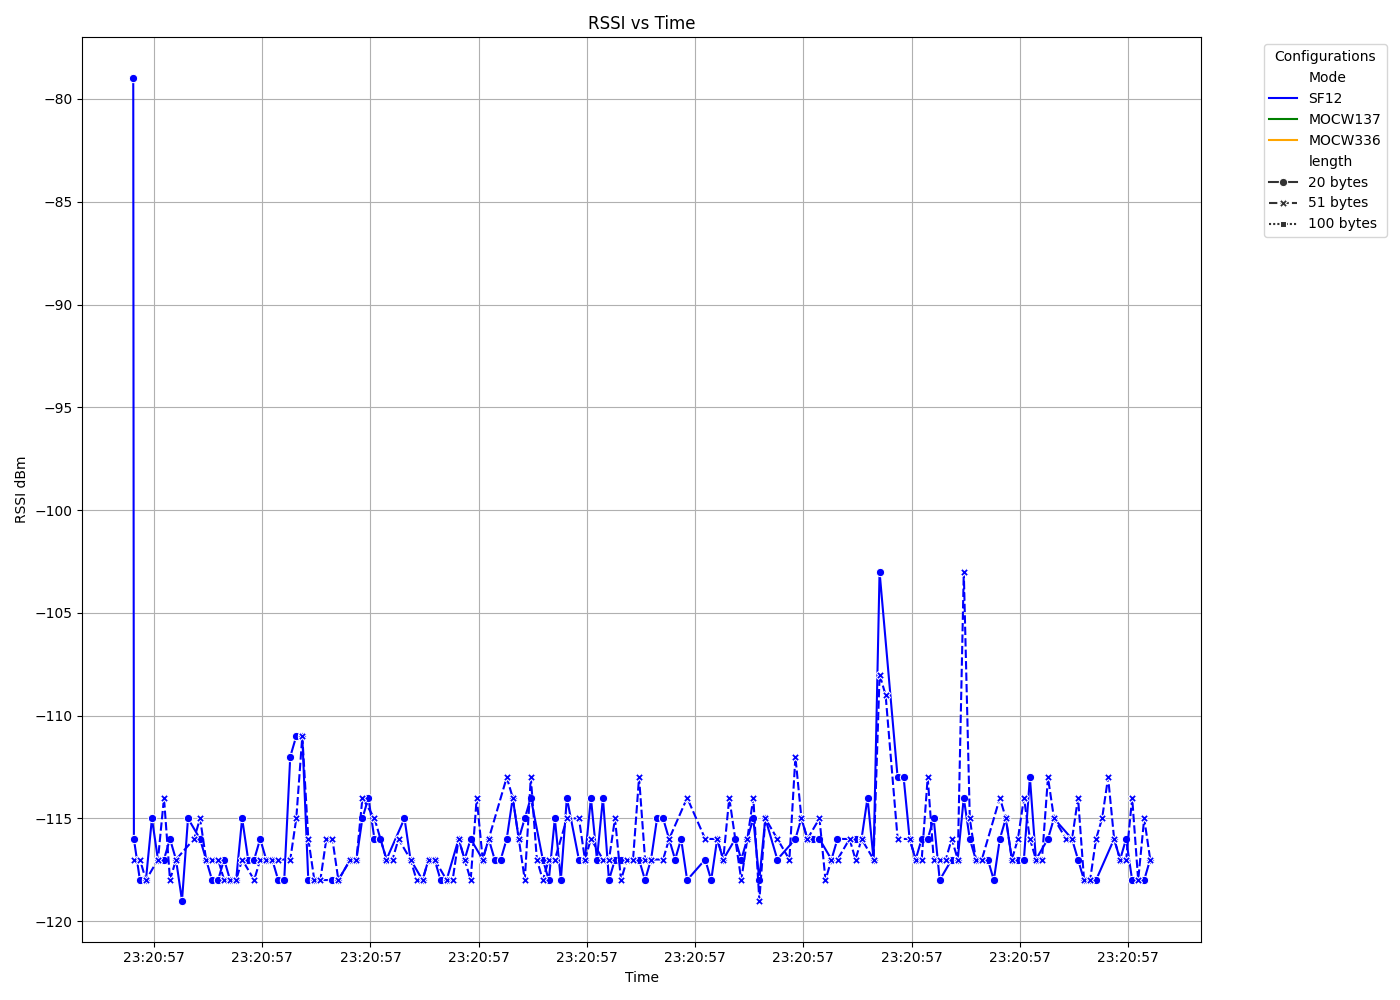 RSSI vs Time
RSSI dBm
−80
−85
−90
−95
−100
−105
−110
−115
−120
23:20:57 23:20:57 23:20:57 23:20:57 23:20:57 23:20:57 23:20:57 23:20:57 23:20:57 23:20:57
Time
Configurations
Mode
SF12
MOCW137
MOCW336
length
20 bytes
51 bytes
100 bytes